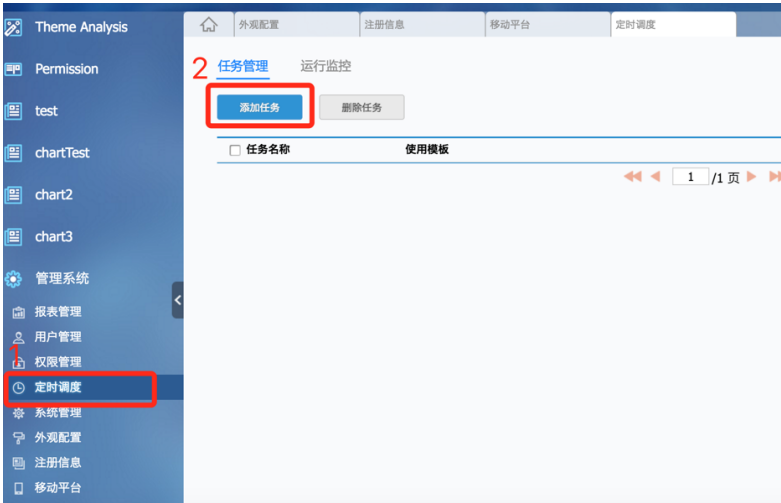 Theme Analysis
Permission
test
chartTest
chart2
chart3
管理系统
报表管理
用户管理
1
权限管理
定时调度
系统管理
外观配置
注册信息
移动平台
外观配置 注册信息 移动平台 定时调度
2 任务管理 运行监控
添加任务 删除任务
任务名称 使用模板
1 /1 页